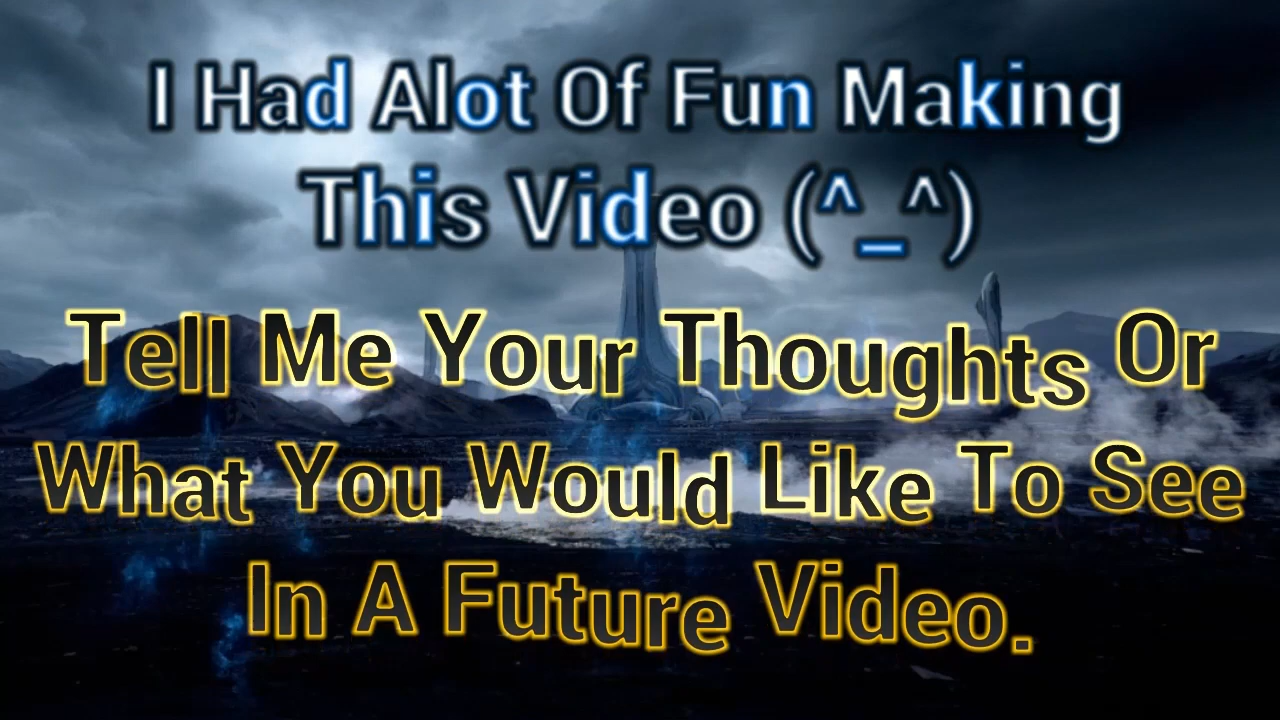 I Had Alot Of Fun Making
This Video (^_^)
Tell Me Your Thoughts Or
What You Would Like To See
In A Future Video.